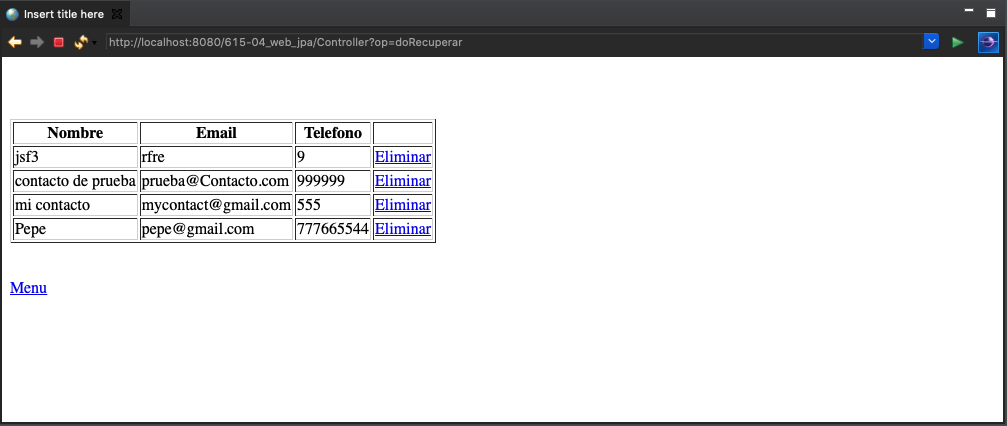 Insert title here
http://localhost:8080/615-04_web_jpa/Controller?op=doRecuperar
Nombre Email Telefono
jsf3 rfre 9 Eliminar
contacto de prueba prueba@Contacto.com 999999 Eliminar
mi contacto mycontact@gmail.com 555 Eliminar
Pepe pepe@gmail.com 777665544 Eliminar
Menu